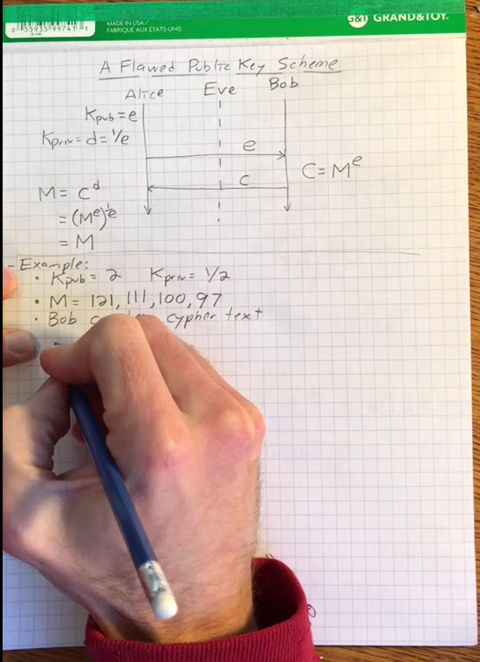 MADE IN USA /
FABRIQUÉ AUX ÉTATS-UNIS
G&T GRAND&TOY.
A Flawed Public Key Scheme
Alice Eve Bob
Kpub = e
Kpriv = d = 1/e
e
C = M^e
c
M = C^d
= (M^e)^1/e
= M
- Example:
• Kpub = 2 Kpriv = 1/2
• M = 121, 111, 100, 97
• Bob cypher text